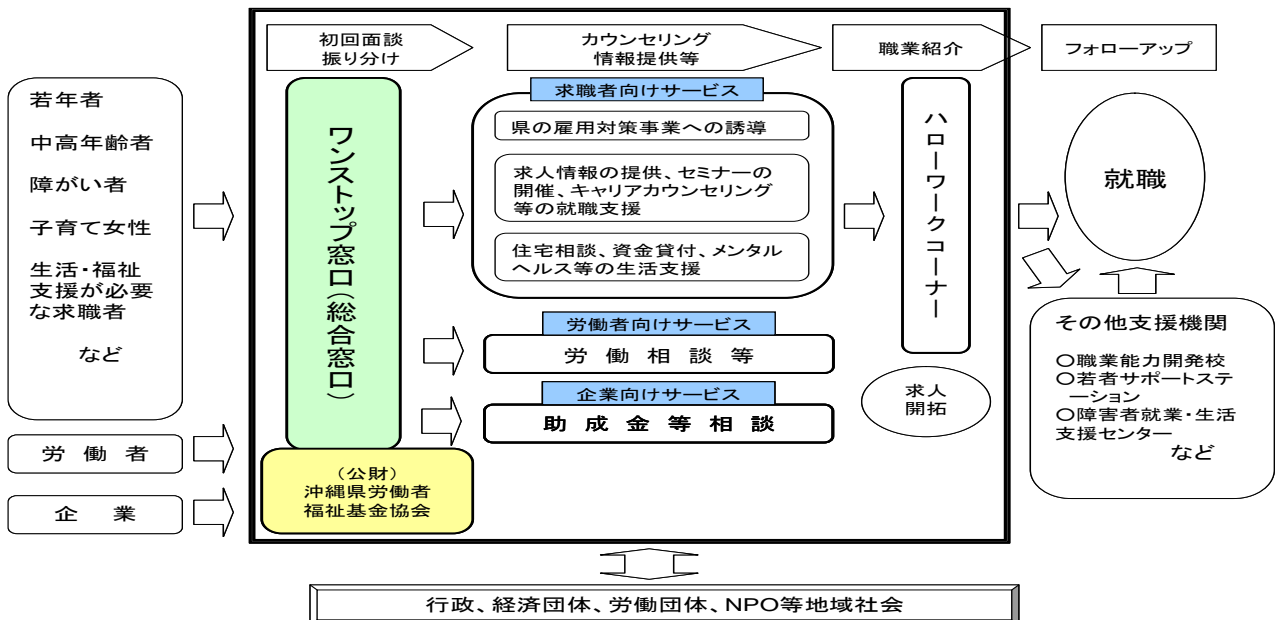 初回面談
振り分け
カウンセリング
情報提供等
職業紹介
フォローアップ
若年者
中高年齢者
障がい者
子育て女性
生活・福祉
支援が必要
な求職者
など
労働者
企業
ワンストップ窓口(総合窓口)
(公財)
沖縄県労働者
福祉基金協会
求職者向けサービス
県の雇用対策事業への誘導
求人情報の提供、セミナーの
開催、キャリアカウンセリング
等の就職支援
住宅相談、資金貸付、メンタル
ヘルス等の生活支援
労働者向けサービス
労働相談等
企業向けサービス
助成金等相談
ハローワークコーナー
求人
開拓
就職
その他支援機関
○職業能力開発校
○若者サポートステ
ーション
○障害者就業・生活
支援センター
など
行政、経済団体、労働団体、NPO等地域社会